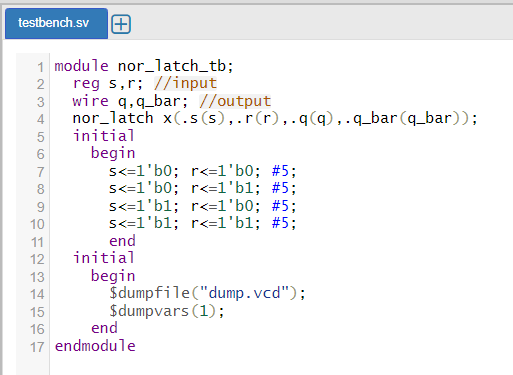 testbench.sv
1 module nor_latch_tb;
2 reg s,r; //input
3 wire q,q_bar; //output
4 nor_latch x(.s(s),.r(r),.q(q),.q_bar(q_bar));
5 initial
6 begin
7 s<=1'b0; r<=1'b0; #5;
8 s<=1'b0; r<=1'b1; #5;
9 s<=1'b1; r<=1'b0; #5;
10 s<=1'b1; r<=1'b1; #5;
11 end
12 initial
13 begin
14 $dumpfile("dump.vcd");
15 $dumpvars(1);
16 end
17 endmodule